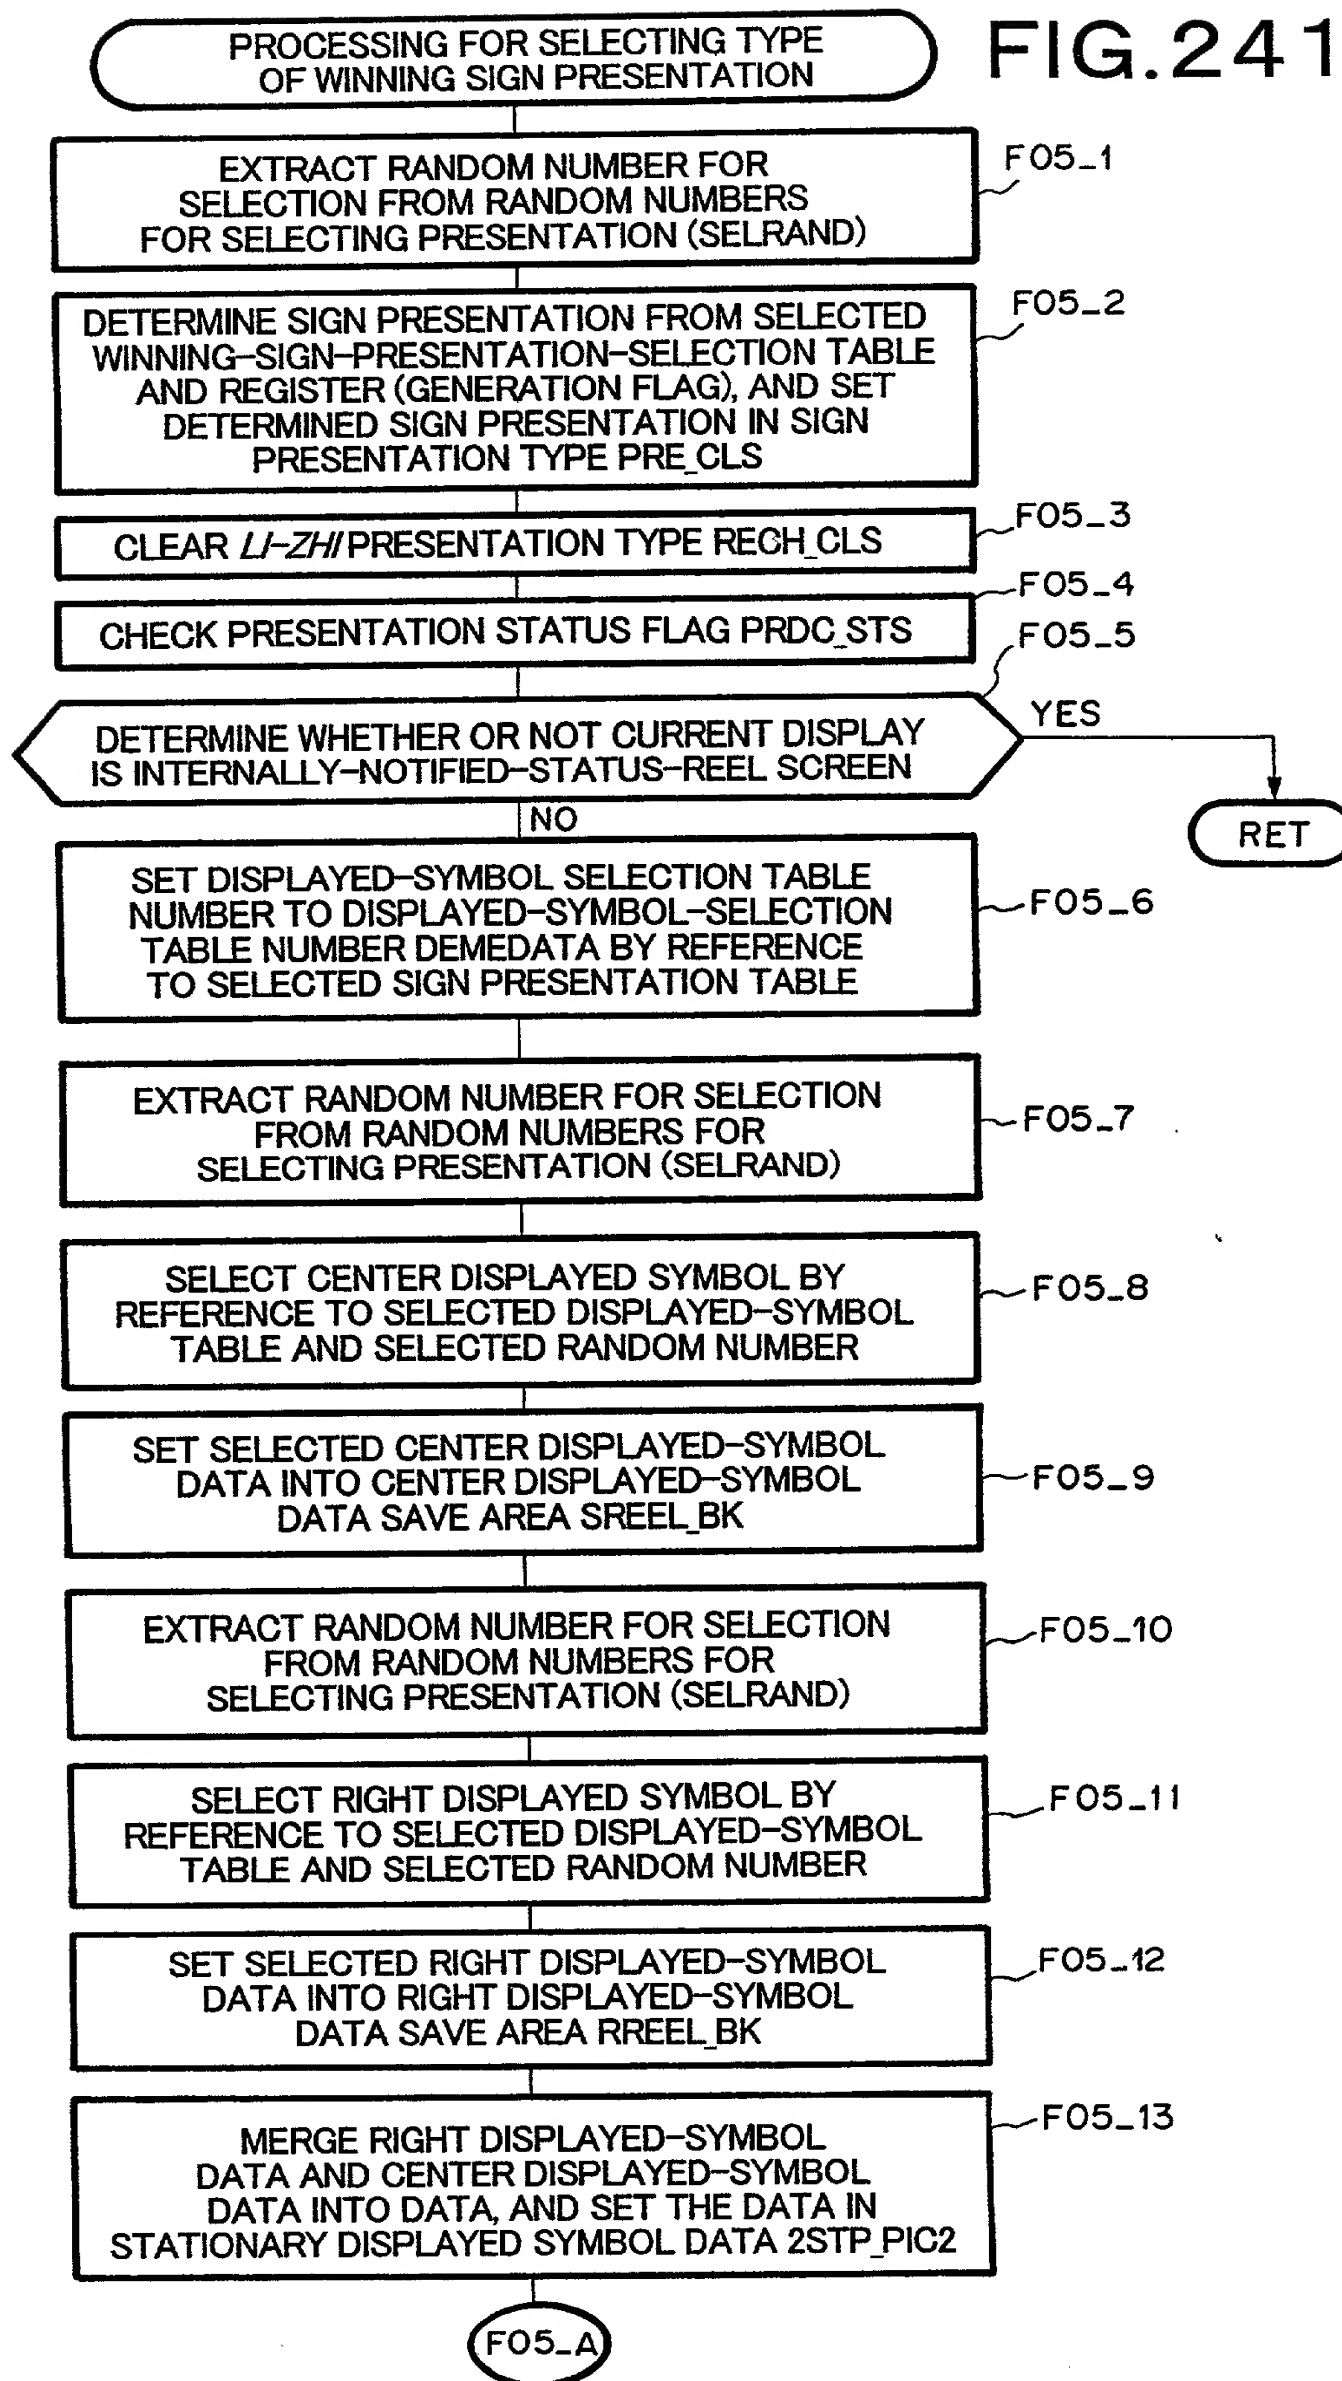 FIG.241
PROCESSING FOR SELECTING TYPE
OF WINNING SIGN PRESENTATION
EXTRACT RANDOM NUMBER FOR
SELECTION FROM RANDOM NUMBERS
FOR SELECTING PRESENTATION (SELRAND)
F05_1
DETERMINE SIGN PRESENTATION FROM SELECTED
WINNING-SIGN-PRESENTATION-SELECTION TABLE
AND REGISTER (GENERATION FLAG), AND SET
DETERMINED SIGN PRESENTATION IN SIGN
PRESENTATION TYPE PRE_CLS
F05_2
CLEAR LI-ZHI PRESENTATION TYPE RECH_CLS
F05_3
CHECK PRESENTATION STATUS FLAG PRDC_STS
F05_4
DETERMINE WHETHER OR NOT CURRENT DISPLAY
IS INTERNALLY-NOTIFIED-STATUS-REEL SCREEN
F05_5
YES
RET
NO
SET DISPLAYED-SYMBOL SELECTION TABLE
NUMBER TO DISPLAYED-SYMBOL-SELECTION
TABLE NUMBER DEMEDATA BY REFERENCE
TO SELECTED SIGN PRESENTATION TABLE
F05_6
EXTRACT RANDOM NUMBER FOR SELECTION
FROM RANDOM NUMBERS FOR
SELECTING PRESENTATION (SELRAND)
F05_7
SELECT CENTER DISPLAYED SYMBOL BY
REFERENCE TO SELECTED DISPLAYED-SYMBOL
TABLE AND SELECTED RANDOM NUMBER
F05_8
SET SELECTED CENTER DISPLAYED-SYMBOL
DATA INTO CENTER DISPLAYED-SYMBOL
DATA SAVE AREA SREEL_BK
F05_9
EXTRACT RANDOM NUMBER FOR SELECTION
FROM RANDOM NUMBERS FOR
SELECTING PRESENTATION (SELRAND)
F05_10
SELECT RIGHT DISPLAYED SYMBOL BY
REFERENCE TO SELECTED DISPLAYED-SYMBOL
TABLE AND SELECTED RANDOM NUMBER
F05_11
SET SELECTED RIGHT DISPLAYED-SYMBOL
DATA INTO RIGHT DISPLAYED-SYMBOL
DATA SAVE AREA RREEL_BK
F05_12
MERGE RIGHT DISPLAYED-SYMBOL
DATA AND CENTER DISPLAYED-SYMBOL
DATA INTO DATA, AND SET THE DATA IN
STATIONARY DISPLAYED SYMBOL DATA 2STP_PIC2
F05_13
F05_A